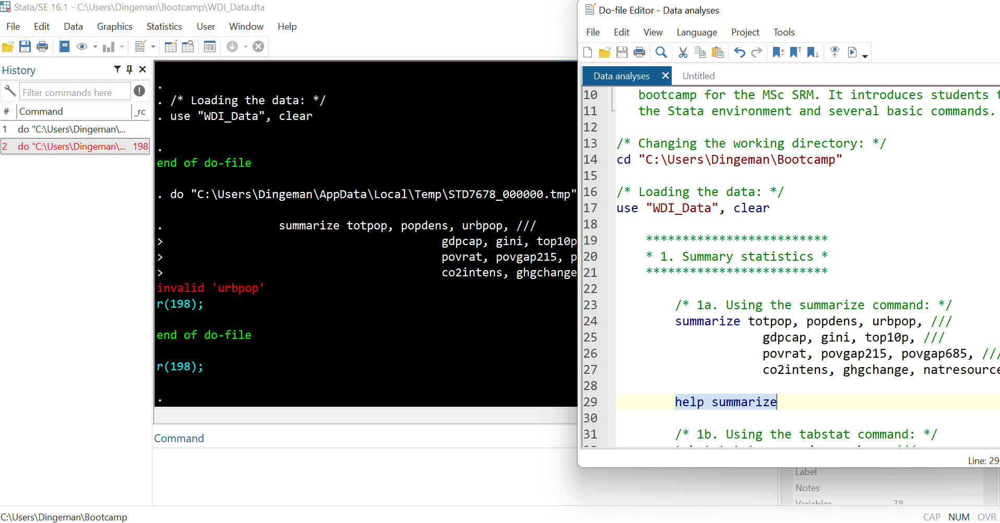 Stata/SE 16.1 - C:\Users\Dingeman\Bootcamp\WDI_Data.dta
File Edit Data Graphics Statistics User Window Help
History
Filter commands here
# Command _rc
1 do "C:\Users\Dingeman\...
2 do "C:\Users\Dingeman\... 198
.
. /* Loading the data: */
. use "WDI_Data", clear
.
end of do-file
. do "C:\Users\Dingeman\AppData\Local\Temp\STD7678_000000.tmp"
. summarize totpop, popdens, urbpop, ///
> gdpcap, gini, top10p
> povrat, povgap215, p
> co2intens, ghgchange
invalid 'urbpop'
r(198);
end of do-file
r(198);
.
Command
C:\Users\Dingeman\Bootcamp
Do-file Editor - Data analyses
File Edit View Language Project Tools
Data analyses Untitled
10 bootcamp for the MSc SRM. It introduces students t
11 the Stata environment and several basic commands.
12
13 /* Changing the working directory: */
14 cd "C:\Users\Dingeman\Bootcamp"
15
16 /* Loading the data: */
17 use "WDI_Data", clear
18
19 *************************
20 * 1. Summary statistics *
21 *************************
22
23 /* 1a. Using the summarize command: */
24 summarize totpop, popdens, urbpop, ///
25 gdpcap, gini, top10p, ///
26 povrat, povgap215, povgap685, ///
27 co2intens, ghgchange, natresource
28
29 help summarize
30
31 /* 1b. Using the tabstat command: */
Line: 29,
Label
Notes
Variables 78
CAP NUM OVR